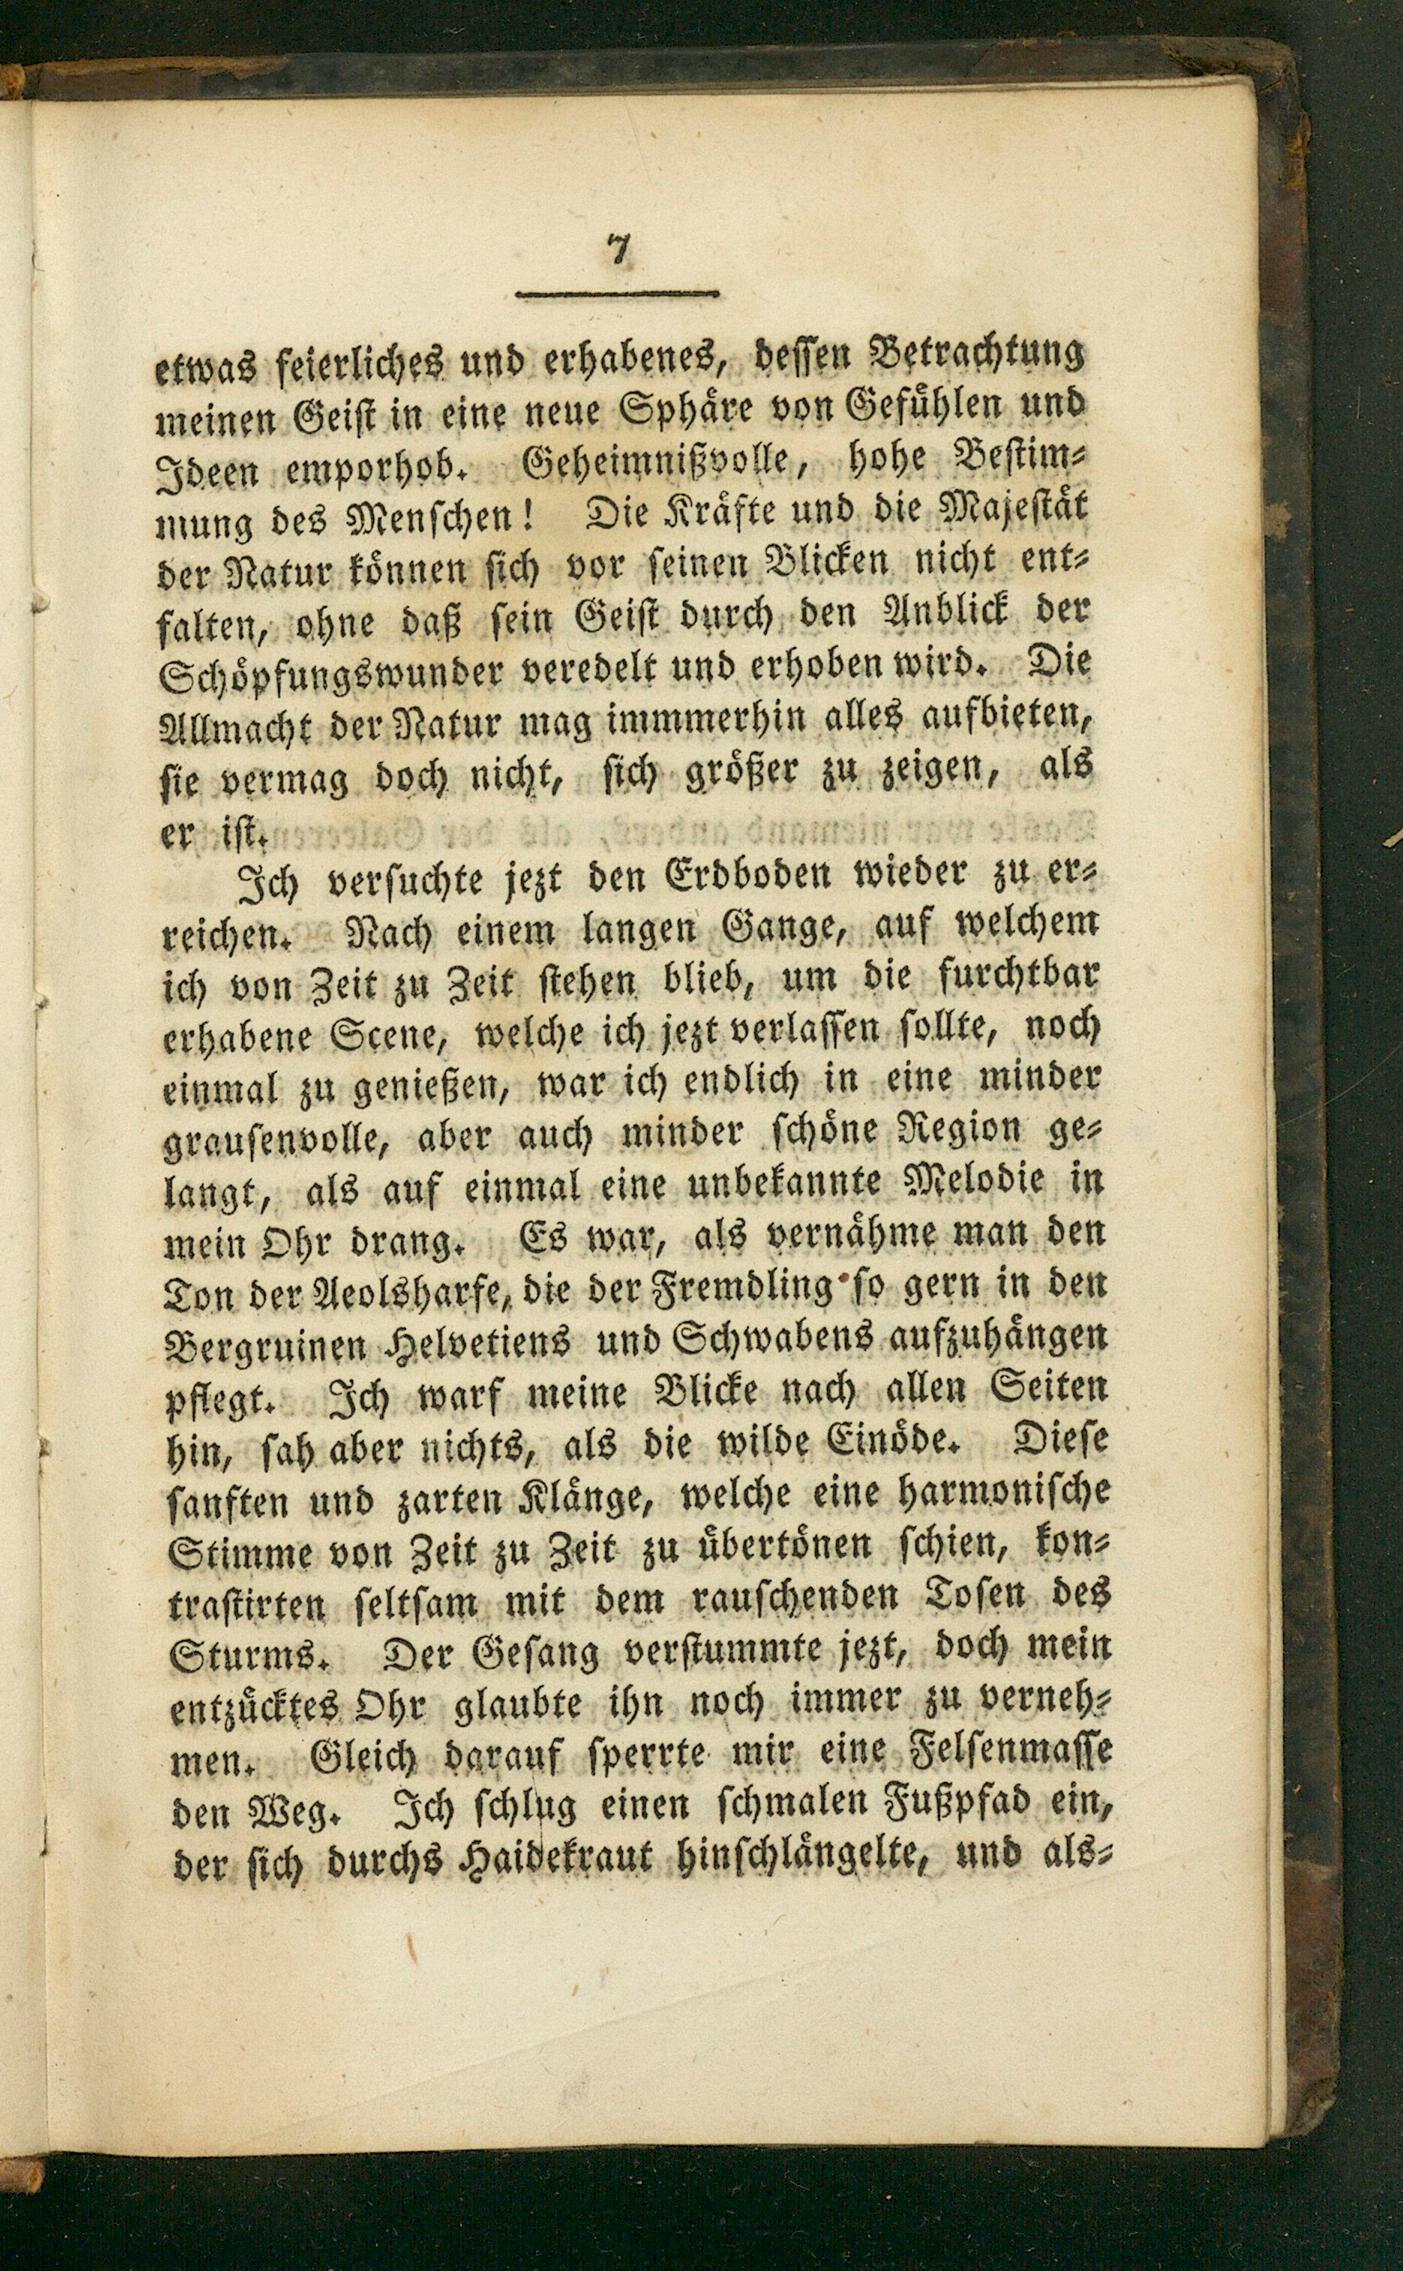 7
etwas feierliches und erhabenes, dessen Betrachtung
meinen Geist in eine neue Sphäre von Gefühlen und
Ideen emporhob. Geheimnißvolle, hohe Bestim-
mung des Menschen! Die Kräfte und die Majestät
der Natur können sich vor seinen Blicken nicht ent-
falten, ohne daß sein Geist durch den Anblick der
Schöpfungswunder veredelt und erhoben wird. Die
Allmacht der Natur mag immmerhin alles aufbieten,
sie vermag doch nicht, sich größer zu zeigen, als
er ist.
Ich versuchte jezt den Erdboden wieder zu er-
reichen. Nach einem langen Gange, auf welchem
ich von Zeit zu Zeit stehen blieb, um die furchtbar
erhabene Scene, welche ich jezt verlassen sollte, noch
einmal zu genießen, war ich endlich in eine minder
grausenvolle, aber auch minder schöne Region ge-
langt, als auf einmal eine unbekannte Melodie in
mein Ohr drang. Es war, als vernähme man den
Ton der Aeolsharfe, die der Fremdling so gern in den
Bergruinen Helvetiens und Schwabens aufzuhängen
pflegt. Ich warf meine Blicke nach allen Seiten
hin, sah aber nichts, als die wilde Einöde. Diese
sanften und zarten Klänge, welche eine harmonische
Stimme von Zeit zu Zeit zu übertönen schien, kon-
trastirten seltsam mit dem rauschenden Tosen des
Sturms. Der Gesang verstummte jezt, doch mein
entzücktes Ohr glaubte ihn noch immer zu verneh-
men. Gleich darauf sperrte mir eine Felsenmasse
den Weg. Ich schlug einen schmalen Fußpfad ein,
der sich durchs Haidekraut hinschlängelte, und als-